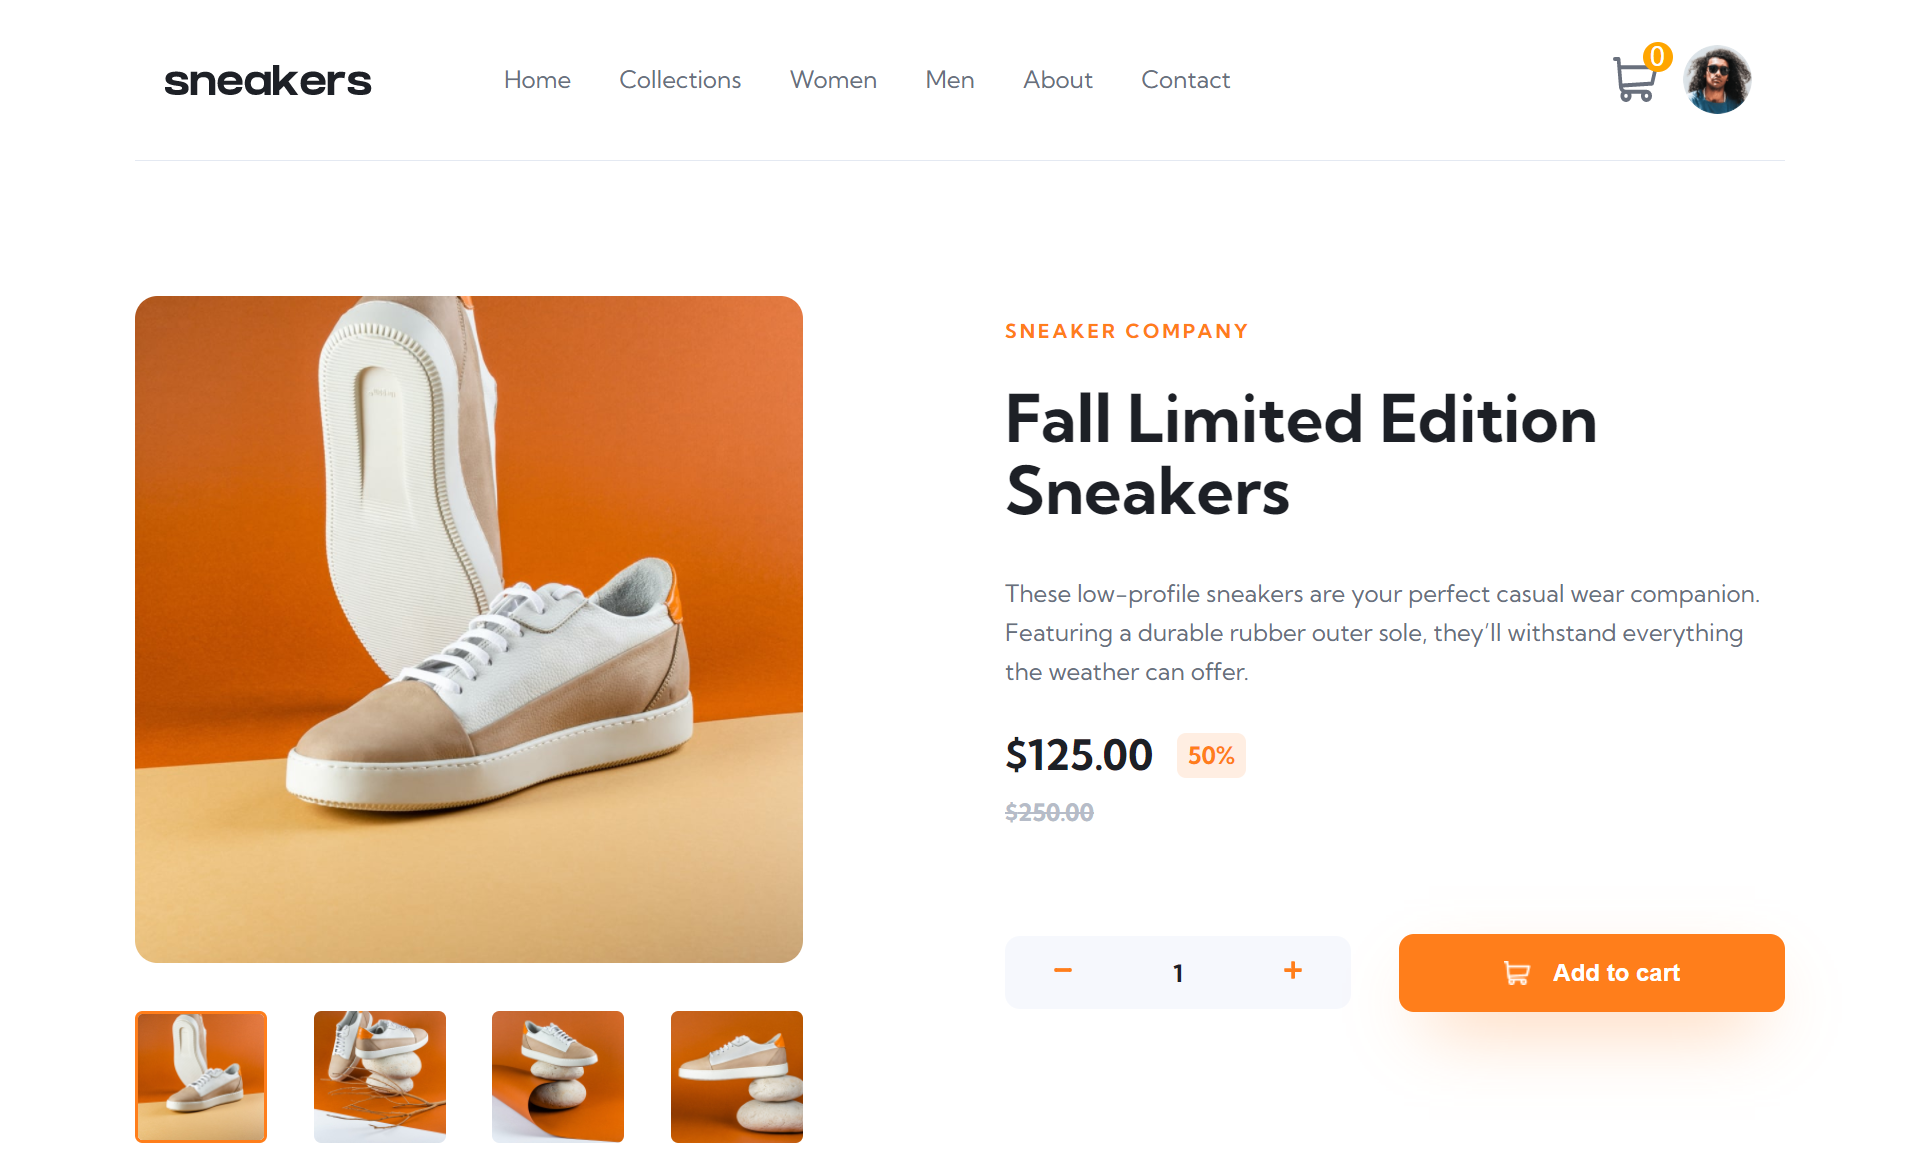 sneakers
Home Collections Women Men About Contact
0
SNEAKER COMPANY
Fall Limited Edition
Sneakers
These low-profile sneakers are your perfect casual wear companion.
Featuring a durable rubber outer sole, they’ll withstand everything
the weather can offer.
$125.00 50%
$250.00
1
Add to cart